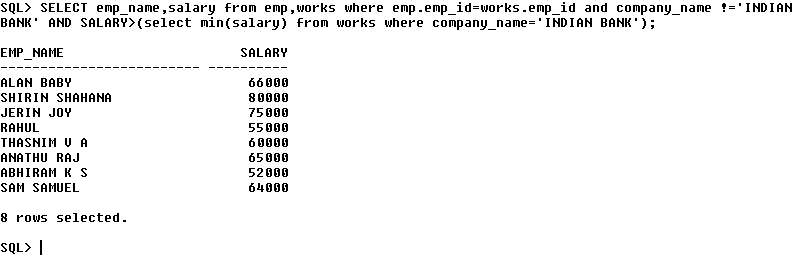 SQL> SELECT emp_name,salary from emp,works where emp.emp_id=works.emp_id and company_name !='INDIAN
BANK' AND SALARY>(select min(salary) from works where company_name='INDIAN BANK');
EMP_NAME                      SALARY
------------------------- ----------
ALAN BABY                      66000
SHIRIN SHAHANA                 80000
JERIN JOY                      75000
RAHUL                          55000
THASNIM V A                    60000
ANATHU RAJ                     65000
ABHIRAM K S                    52000
SAM SAMUEL                     64000
8 rows selected.
SQL>